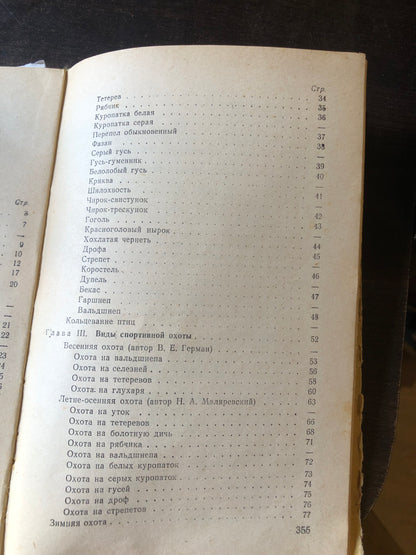 Стр.
Тетерев . . . 34
Рябчик . . . 35
Куропатка белая . . . 36
Куропатка серая . . . —
Перепел обыкновенный . . . 37
Фазан . . . 38
Серый гусь . . . —
Гусь-гуменник . . . 39
Белолобый гусь . . . 40
Кряква . . . —
Шилохвость . . . —
Чирок-свистунок . . . 41
Чирок-трескунок . . . —
Гоголь . . . 42
Красноголовый нырок . . . 43
Хохлатая чернеть . . . —
Дрофа . . . 44
Стрепет . . . 45
Коростель . . . —
Дупель . . . 46
Бекас . . . —
Гаршнеп . . . 47
Вальдшнеп . . . —
Кольцевание птиц . . . 48
Глава III. Виды спортивной охоты . . . 52
Весенняя охота (автор В. Е. Герман) . . . —
Охота на вальдшнепа . . . 53
Охота на селезней . . . 56
Охота на тетеревов . . . 58
Охота на глухаря . . . 60
Летне-осенняя охота (автор Н. А. Маляревский) . . . 63
Охота на уток . . . —
Охота на тетеревов . . . 66
Охота на болотную дичь . . . 68
Охота на рябчика . . . 71
Охота на вальдшнепа . . . —
Охота на белых куропаток . . . 72
Охота на серых куропаток . . . 73
Охота на гусей . . . 74
Охота на дроф . . . 75
Охота на стрепетов . . . 76
Зимняя охота . . . 77
355